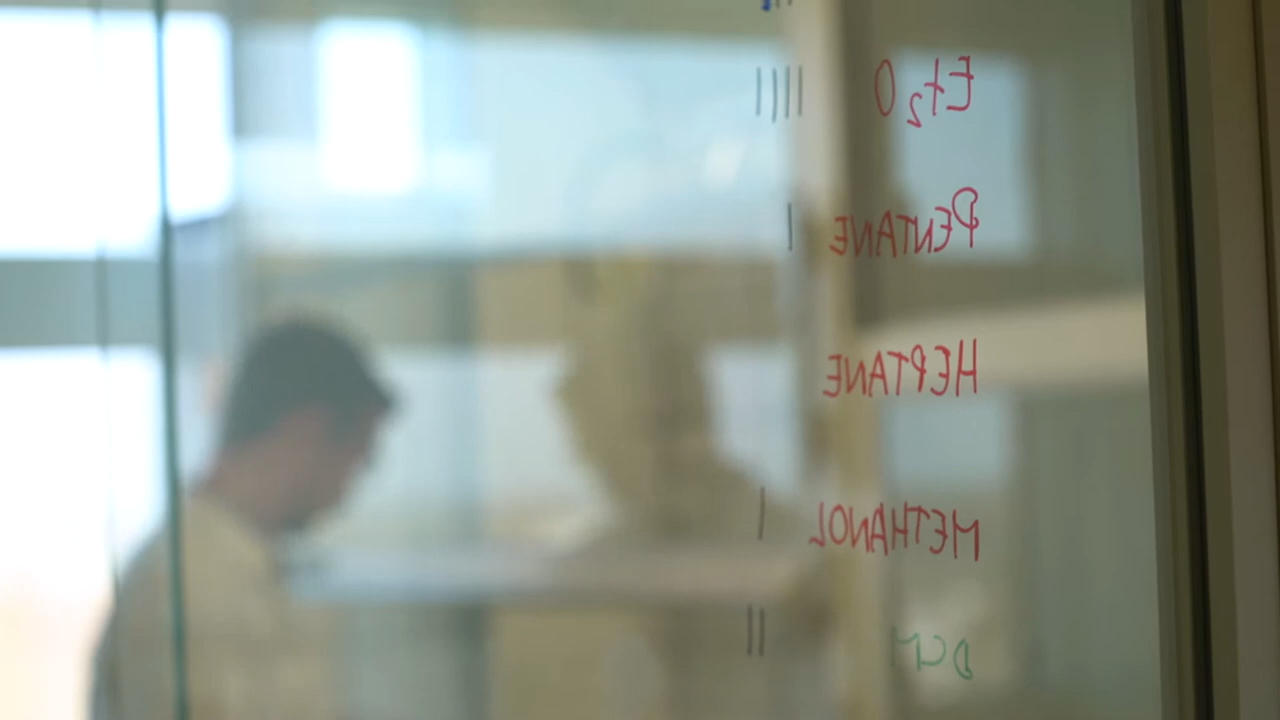 Et2O ||||
PENTANE |
HEPTANE
METHANOL |
DCM ||